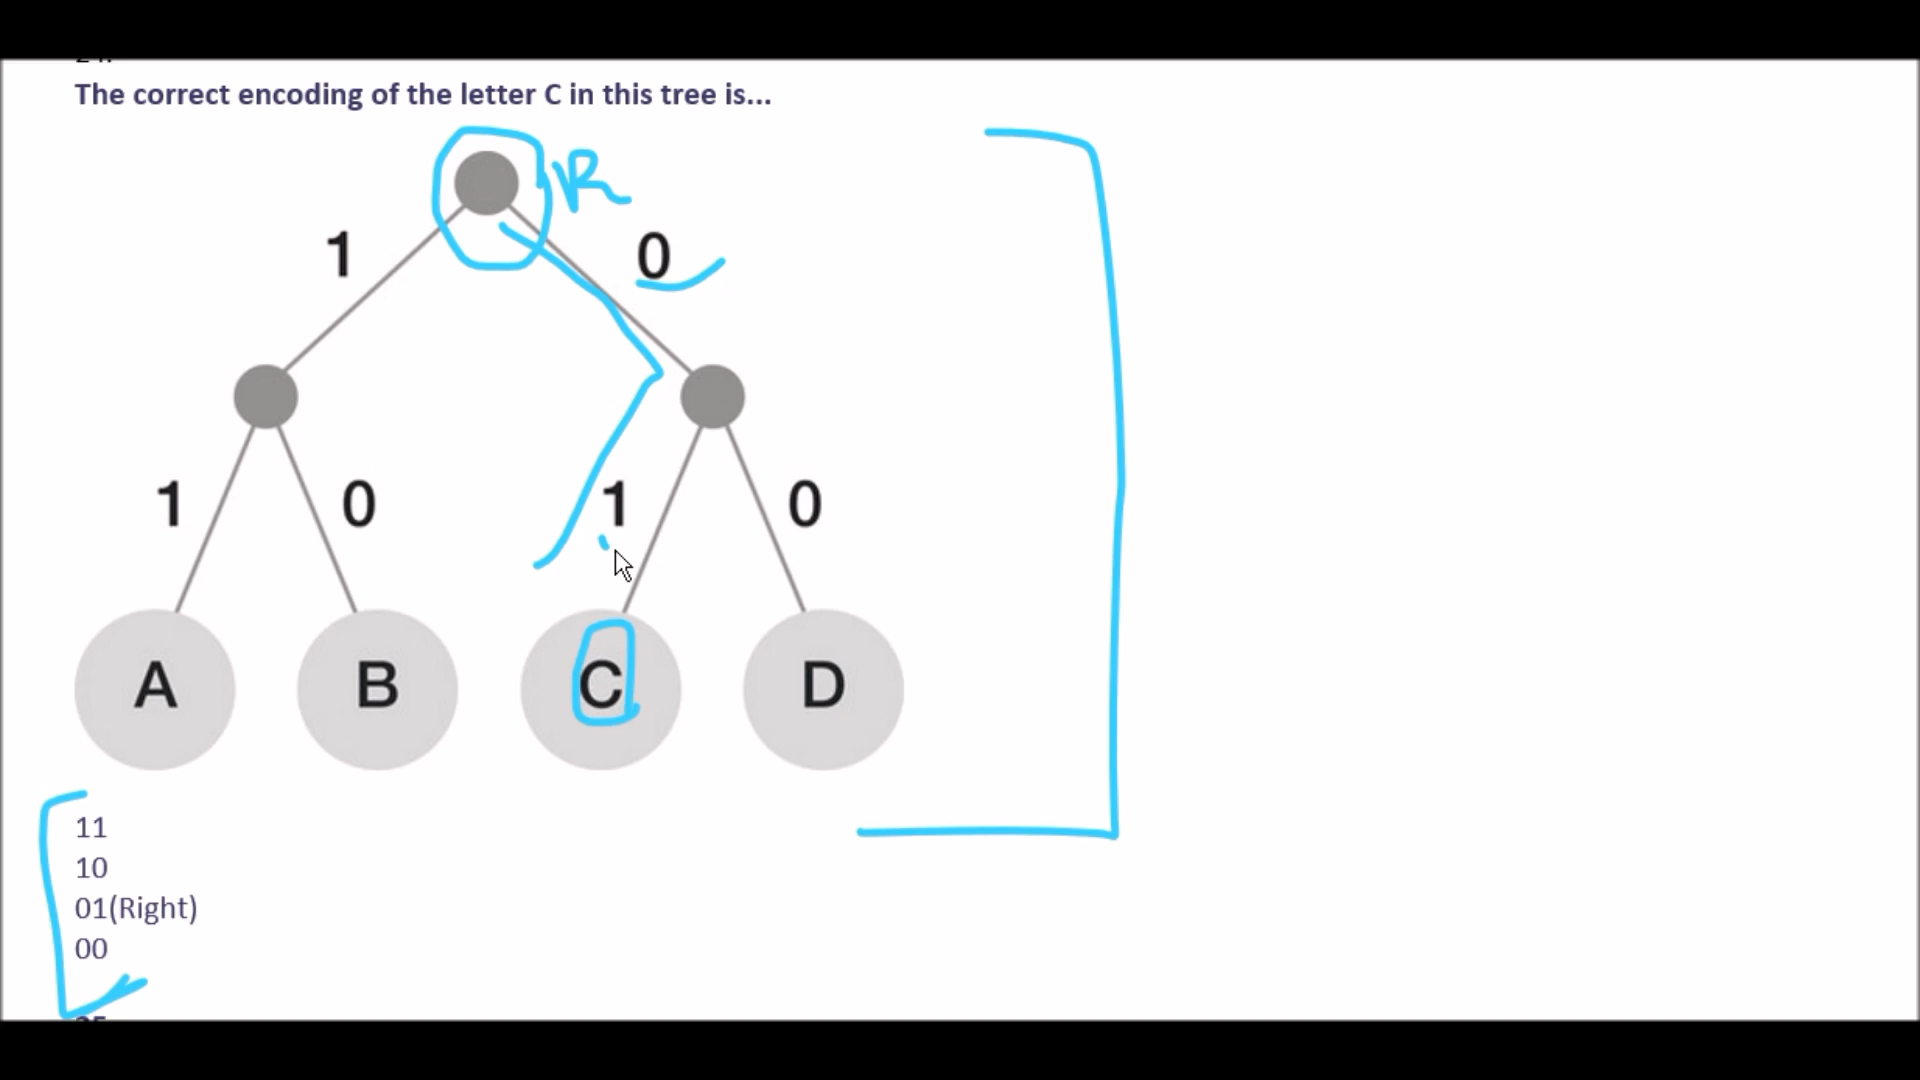 The correct encoding of the letter C in this tree is...
R
1 0
1 0 1 0
A B C D
11
10
01(Right)
00